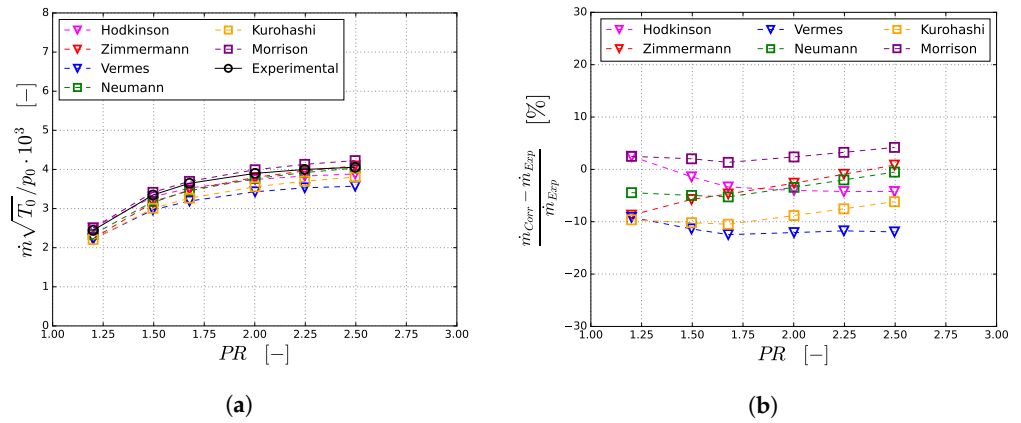 Hodkinson
Zimmermann
Vermes
Neumann
Kurohashi
Morrison
Experimental
8
7
6
5
4
3
2
1
0
1.00 1.25 1.50 1.75 2.00 2.25 2.50 2.75 3.00
ṁ√T₀/p₀ · 10³ [−]
PR [−]
(a)
Hodkinson
Zimmermann
Vermes
Neumann
Kurohashi
Morrison
30
20
10
0
−10
−20
−30
1.00 1.25 1.50 1.75 2.00 2.25 2.50 2.75 3.00
ṁ_Corr − ṁ_Exp
ṁ_Exp
[%]
PR [−]
(b)